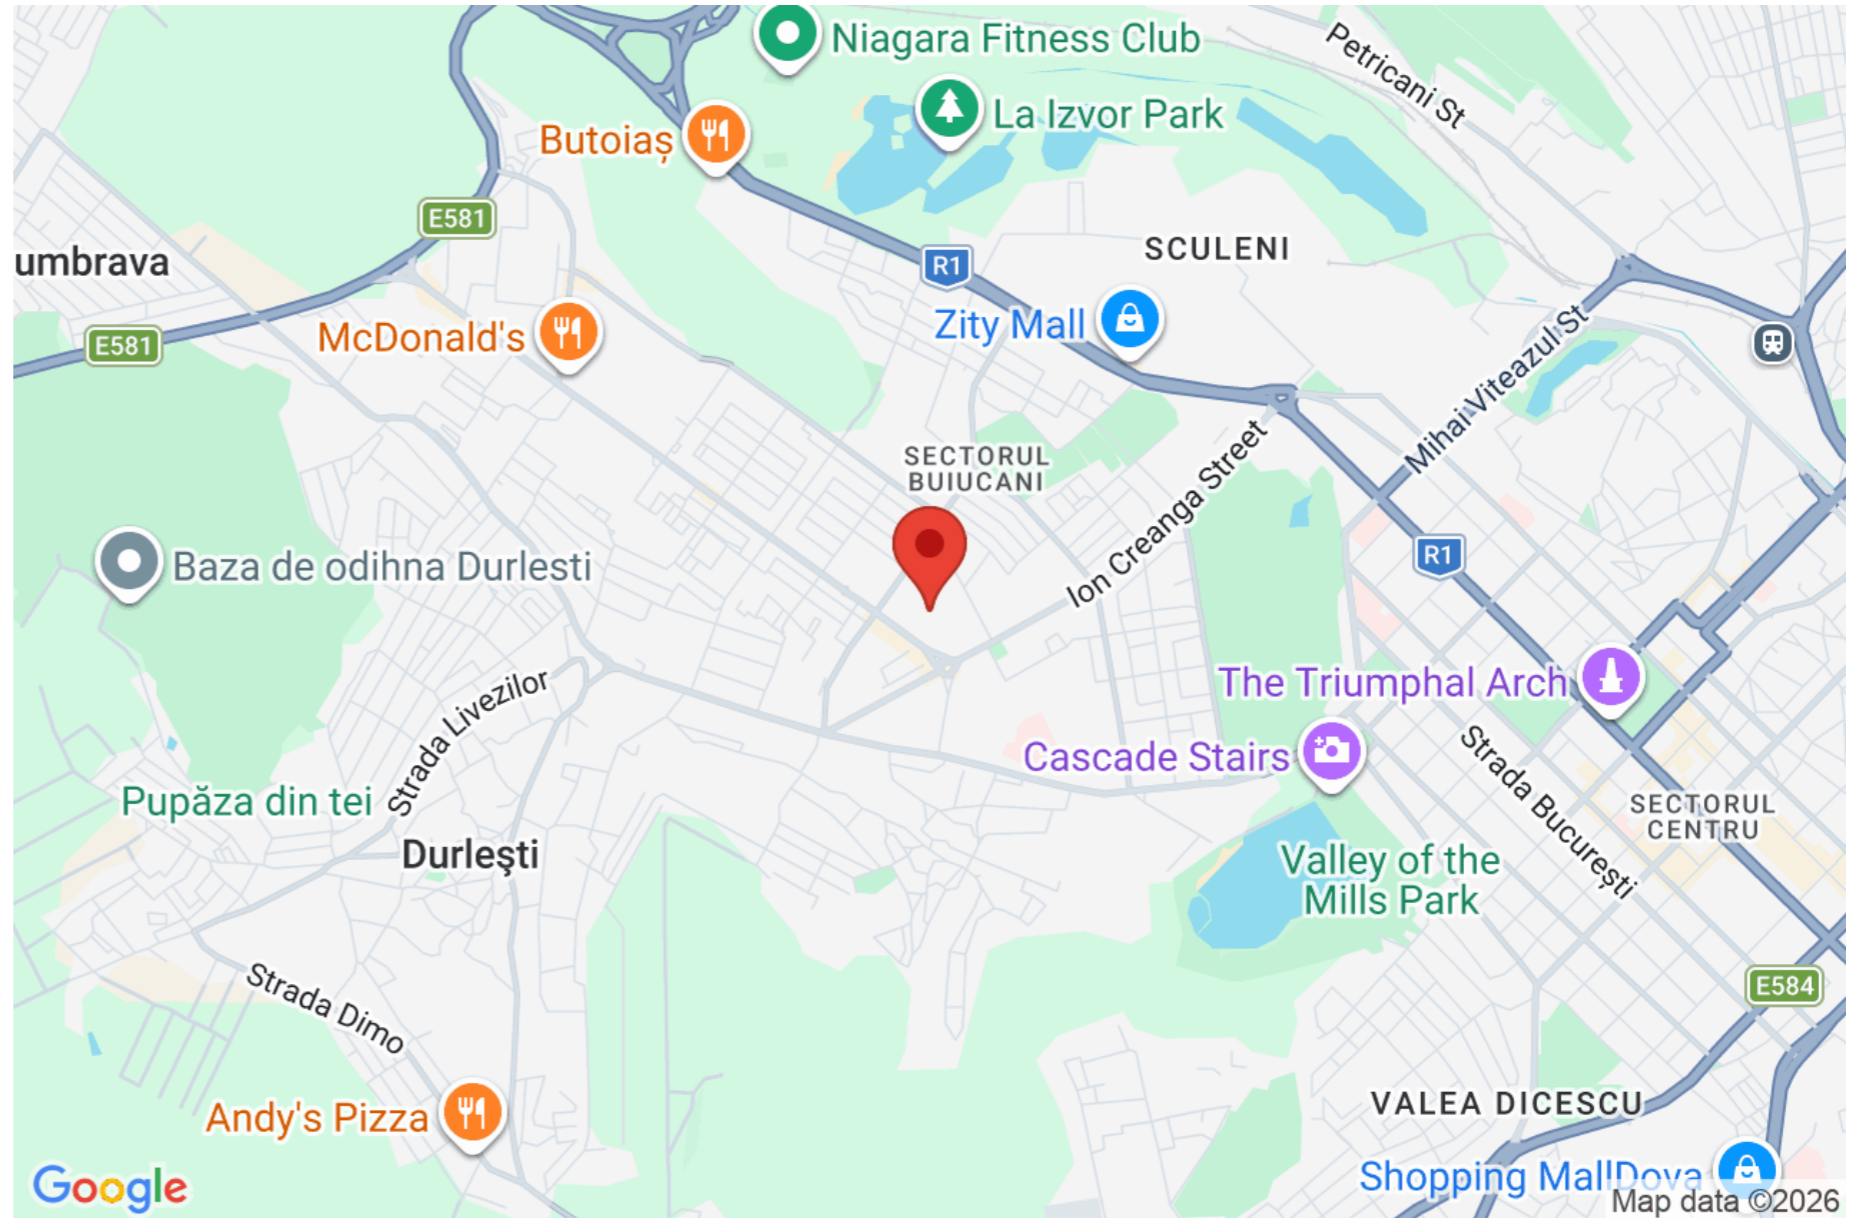 Niagara Fitness Club
Petricani St
La Izvor Park
Butoiaș
E581
SCULENI
umbrava
R1
Zity Mall
McDonald's
E581
Mihai Viteazul St
SECTORUL
BUIUCANI
Ion Creanga Street
R1
Baza de odihna Durlesti
The Triumphal Arch
Strada Livezilor
Cascade Stairs
Strada București
Pupăza din tei
SECTORUL
CENTRU
Durleşti
Valley of the
Mills Park
Strada Dimo
E584
VALEA DICESCU
Andy's Pizza
Shopping MallDova
Google
Map data ©2026